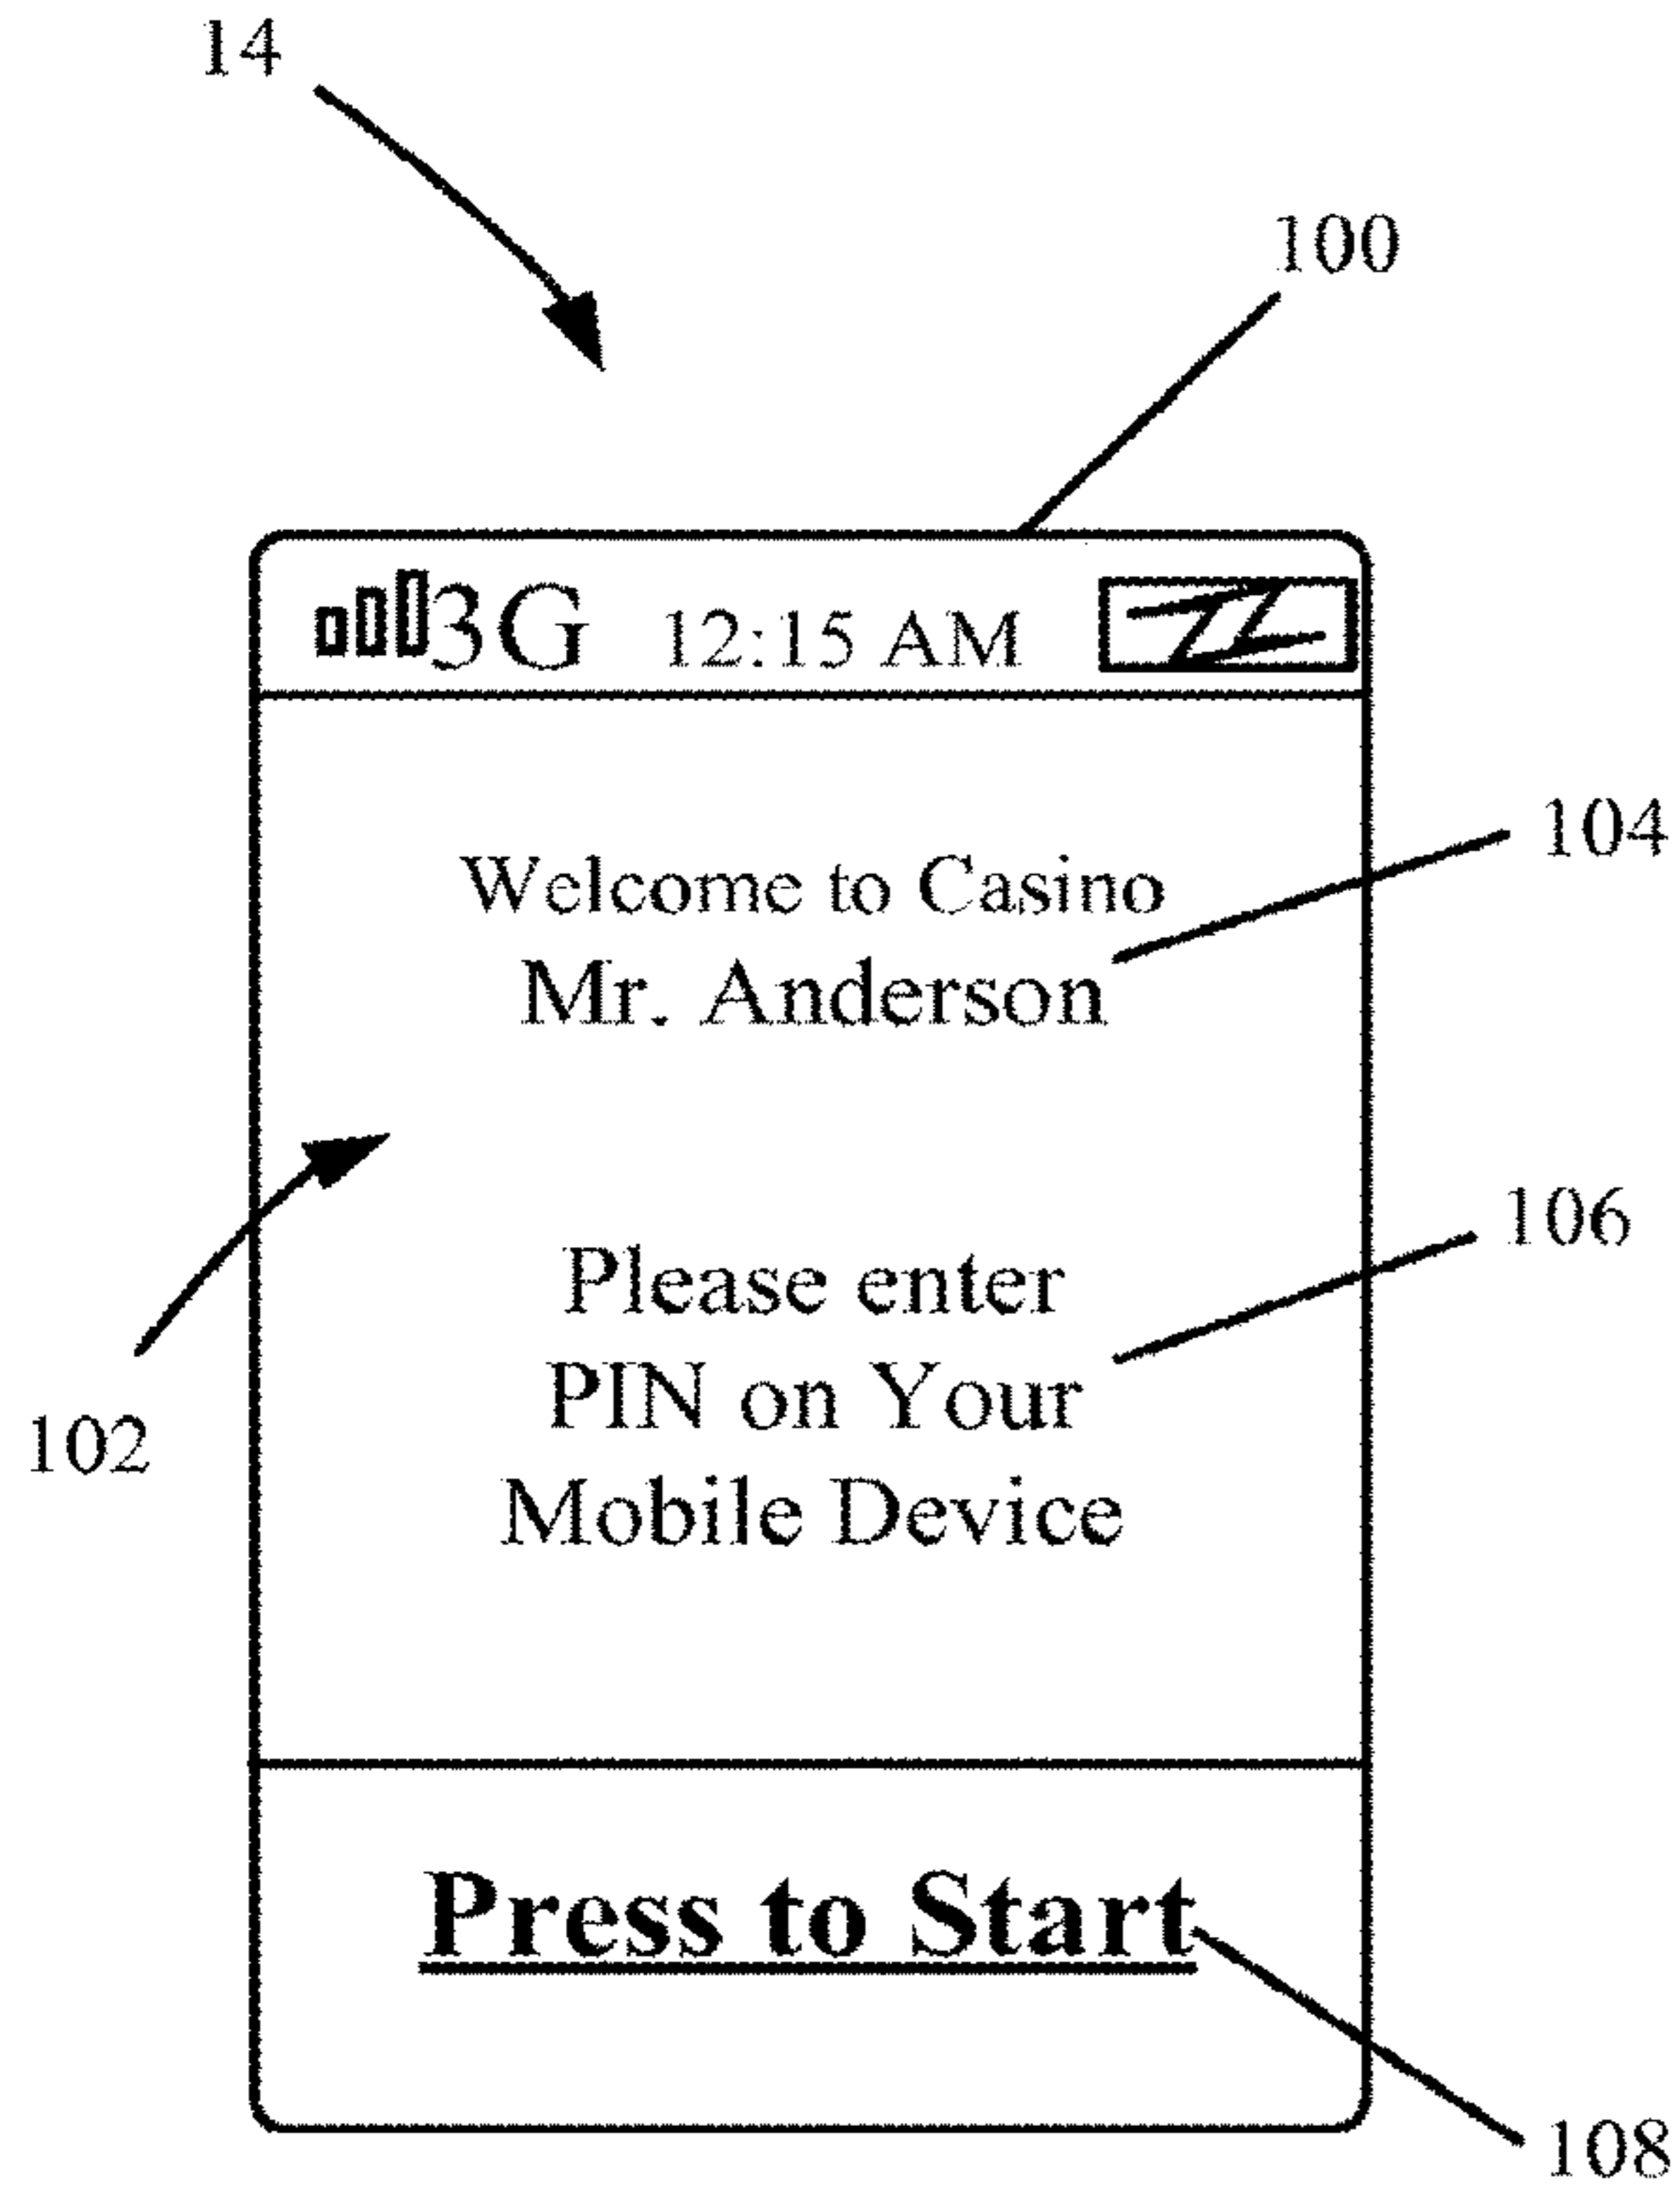 14
100
3G 12:15 AM
104
Welcome to Casino
Mr. Anderson
106
Please enter
PIN on Your
Mobile Device
102
Press to Start
108